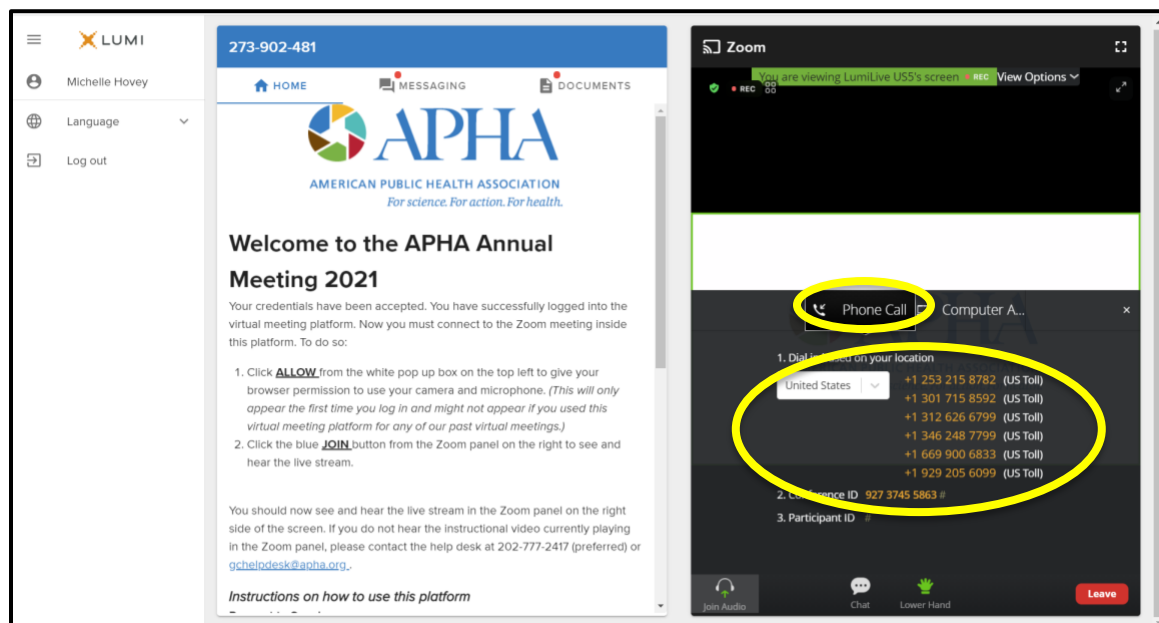 LUMI
Michelle Hovey
Language
Log out
273-902-481
HOME
MESSAGING
DOCUMENTS
APHA
AMERICAN PUBLIC HEALTH ASSOCIATION
For science. For action. For health.
Welcome to the APHA Annual
Meeting 2021
Your credentials have been accepted. You have successfully logged into the
virtual meeting platform. Now you must connect to the Zoom meeting inside
this platform. To do so:
1. Click ALLOW from the white pop up box on the top left to give your
browser permission to use your camera and microphone. (This will only
appear the first time you log in and might not appear if you used this
virtual meeting platform for any of our past virtual meetings.)
2. Click the blue JOIN button from the Zoom panel on the right to see and
hear the live stream.
You should now see and hear the live stream in the Zoom panel on the right
side of the screen. If you do not hear the instructional video currently playing
in the Zoom panel, please contact the help desk at 202-777-2417 (preferred) or
gchelpdesk@apha.org .
Instructions on how to use this platform
Zoom
You are viewing LumiLive US5's screen REC View Options
REC
Phone Call
Computer A...
1. Dial in based on your location
United States
+1 253 215 8782 (US Toll)
+1 301 715 8592 (US Toll)
+1 312 626 6799 (US Toll)
+1 346 248 7799 (US Toll)
+1 669 900 6833 (US Toll)
+1 929 205 6099 (US Toll)
2. Conference ID 927 3745 5863 #
3. Participant ID #
Join Audio
Chat
Lower Hand
Leave